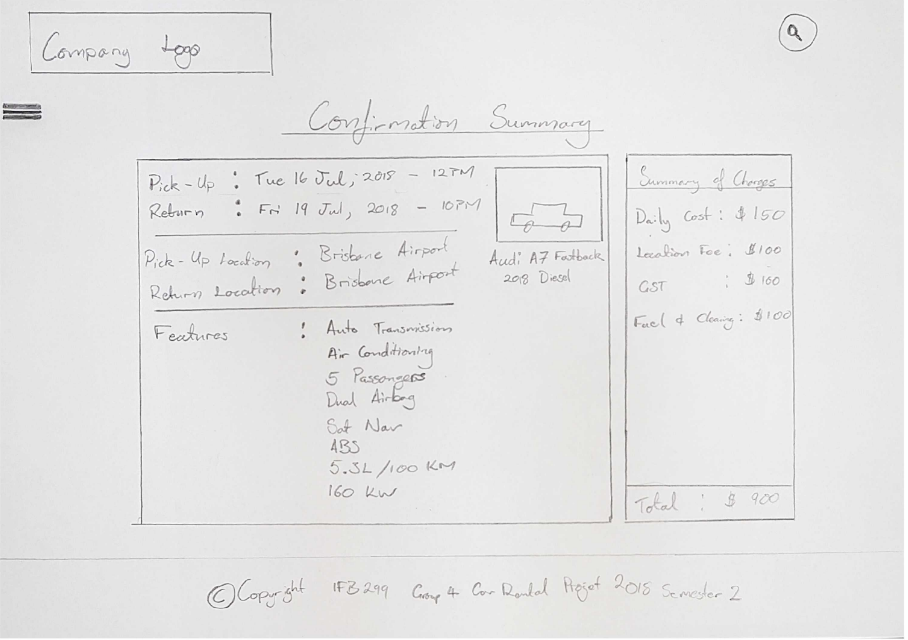 Company Logo
Confirmation Summary
Pick-Up : Tue 16 Jul, 2018 - 12PM
Return : Fri 19 Jul, 2018 - 10PM
Pick-Up Location : Brisbane Airport
Return Location : Brisbane Airport
Features : Auto Transmission
Air Conditioning
5 Passengers
Dual Airbag
Sat Nav
ABS
5.3L/100 KM
160 KW
Audi A7 Fastback
2018 Diesel
Summary of Charges
Daily Cost : $150
Location Fee : $100
GST : $100
Fuel & Cleaning : $100
Total : $ 900
© Copyright IFB299 Group 4 Car Rental Project 2018 Semester 2